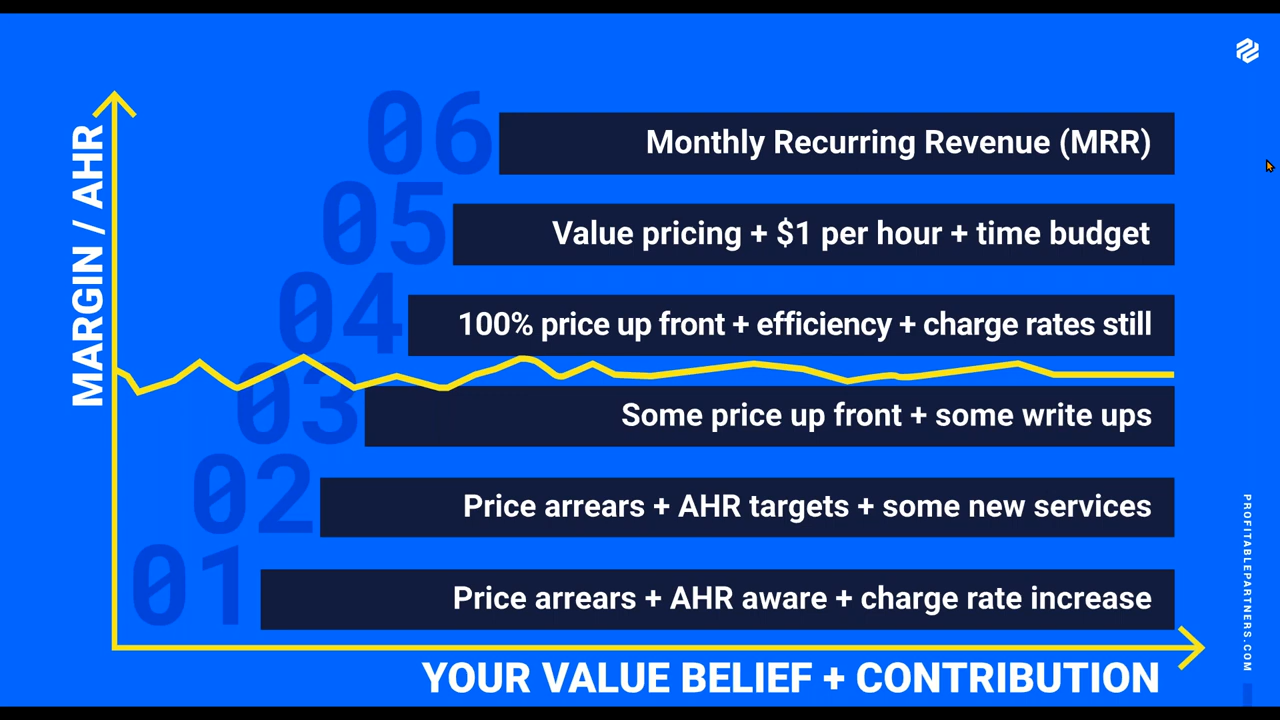 MARGIN / AHR
06
Monthly Recurring Revenue (MRR)
05
Value pricing + $1 per hour + time budget
04
100% price up front + efficiency + charge rates still
03
Some price up front + some write ups
02
Price arrears + AHR targets + some new services
01
Price arrears + AHR aware + charge rate increase
YOUR VALUE BELIEF + CONTRIBUTION
PROFITABLEPARTNERS.COM